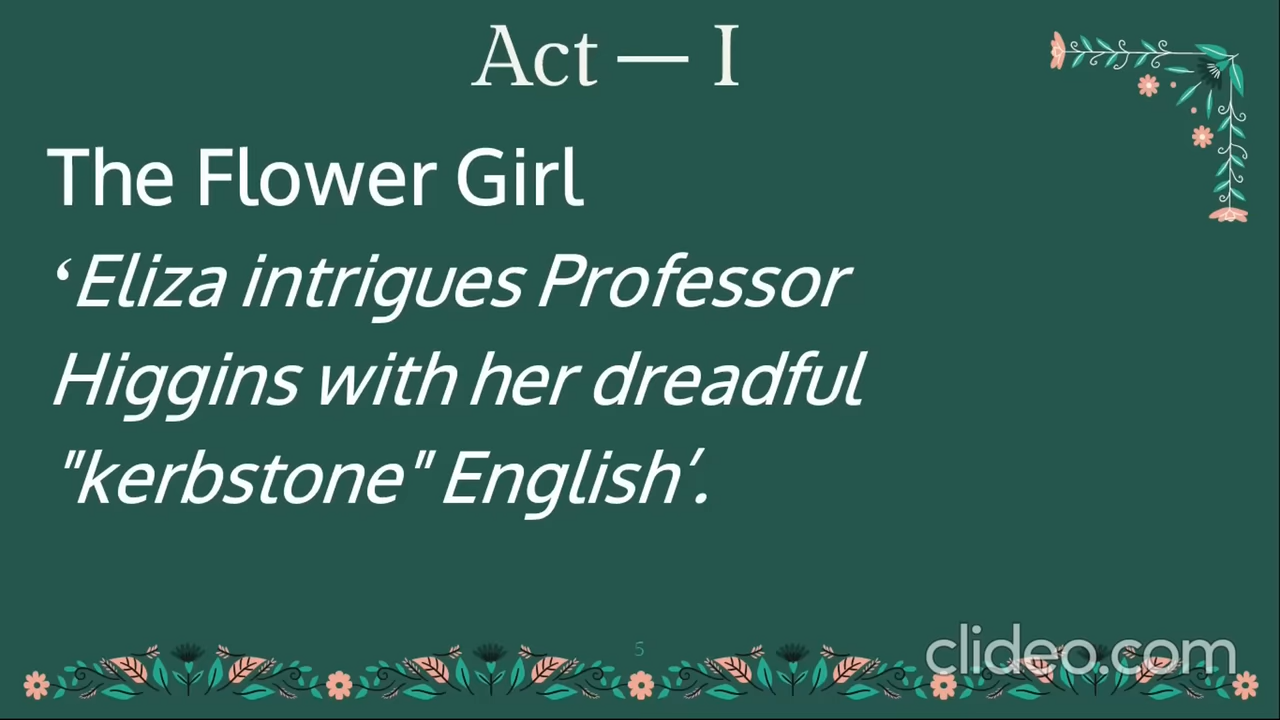 Act — I
The Flower Girl
‘Eliza intrigues Professor
Higgins with her dreadful
"kerbstone" English’.
5
clideo.com